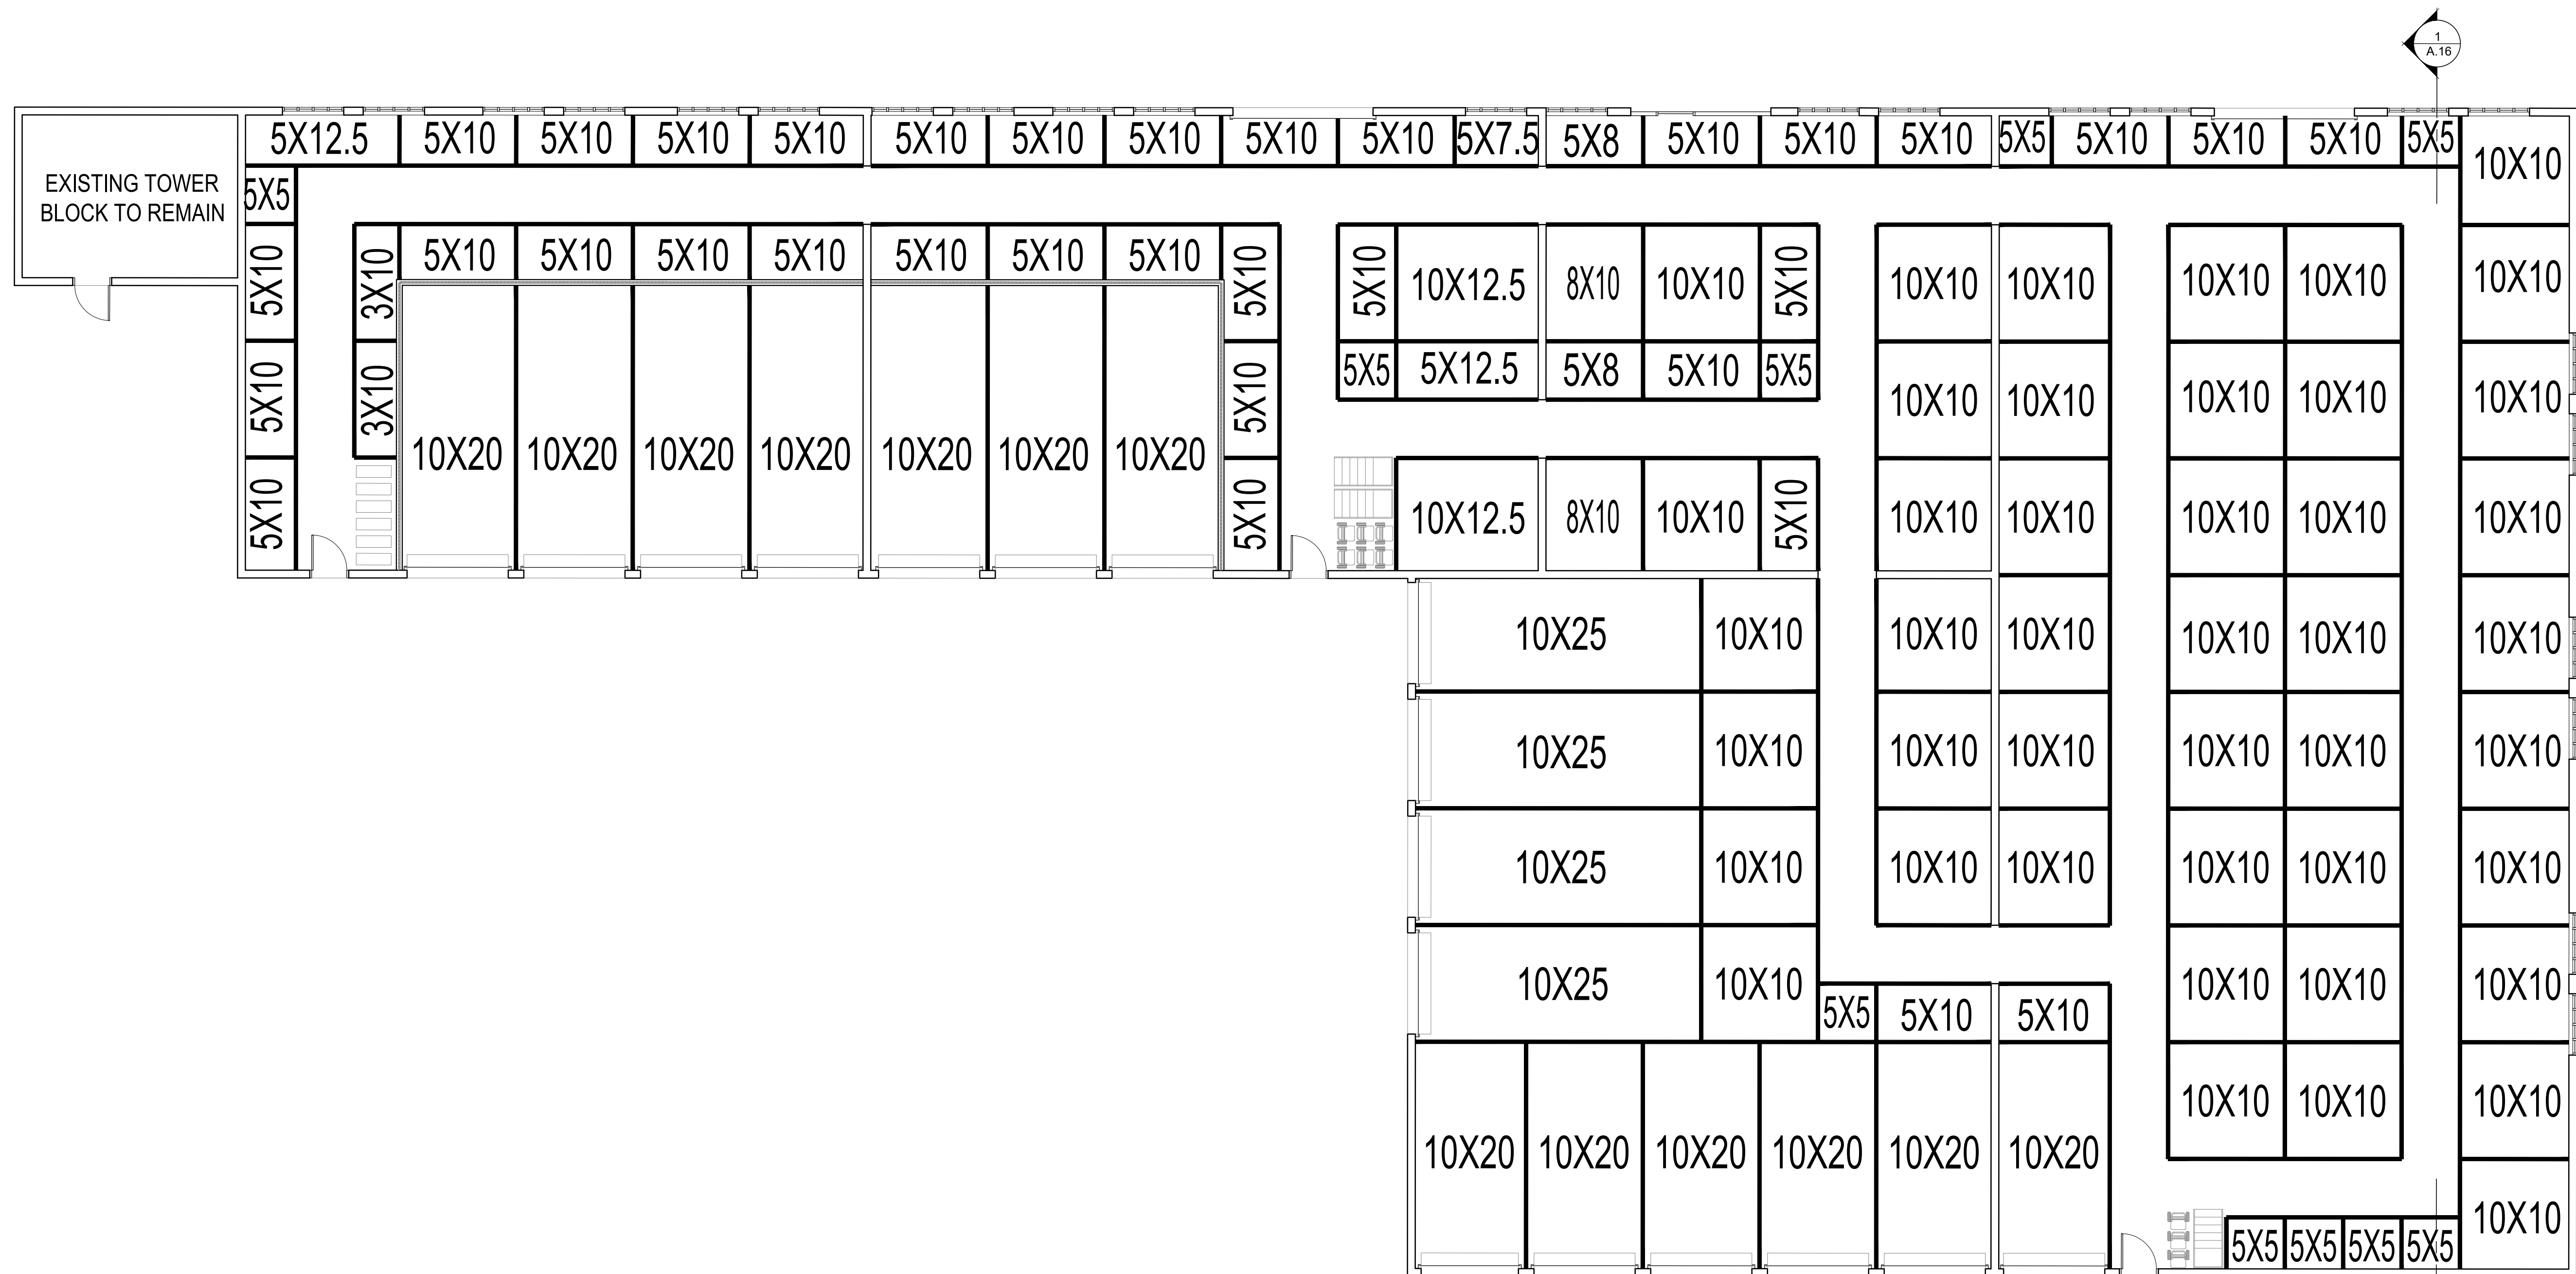 1
A.16
5X12.5 5X10 5X10 5X10 5X10 5X10 5X10 5X10 5X10 5X10 5X7.5 5X8 5X10 5X10 5X10 5X5 5X10 5X10 5X10 5X5 10X10
EXISTING TOWER
BLOCK TO REMAIN
5X5
5X10 3X10 5X10 5X10 5X10 5X10 5X10 5X10 5X10 5X10 5X10 10X12.5 8X10 10X10 5X10 10X10 10X10 10X10 10X10 10X10
5X10 3X10 5X10 5X5 5X12.5 5X8 5X10 5X5 10X10 10X10 10X10 10X10 10X10
10X20 10X20 10X20 10X20 10X20 10X20 10X20
5X10 5X10 10X12.5 8X10 10X10 5X10 10X10 10X10 10X10 10X10 10X10
10X25 10X10 10X10 10X10 10X10 10X10 10X10
10X25 10X10 10X10 10X10 10X10 10X10 10X10
10X25 10X10 10X10 10X10 10X10 10X10 10X10
10X25 10X10 5X5 5X10 5X10 10X10 10X10 10X10
10X20 10X20 10X20 10X20 10X20 10X20 10X10 10X10 10X10
5X5 5X5 5X5 5X5 10X10